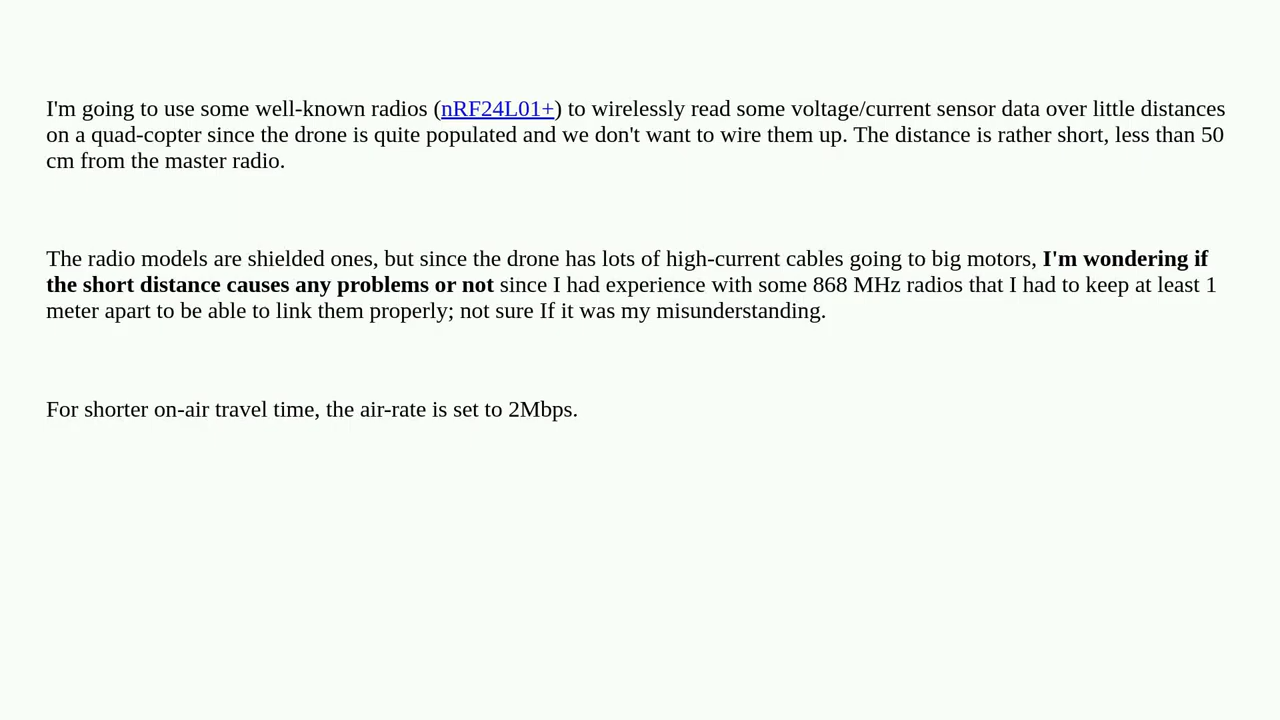 I'm going to use some well-known radios (nRF24L01+) to wirelessly read some voltage/current sensor data over little distances
on a quad-copter since the drone is quite populated and we don't want to wire them up. The distance is rather short, less than 50
cm from the master radio.
The radio models are shielded ones, but since the drone has lots of high-current cables going to big motors, I'm wondering if
the short distance causes any problems or not since I had experience with some 868 MHz radios that I had to keep at least 1
meter apart to be able to link them properly; not sure If it was my misunderstanding.
For shorter on-air travel time, the air-rate is set to 2Mbps.